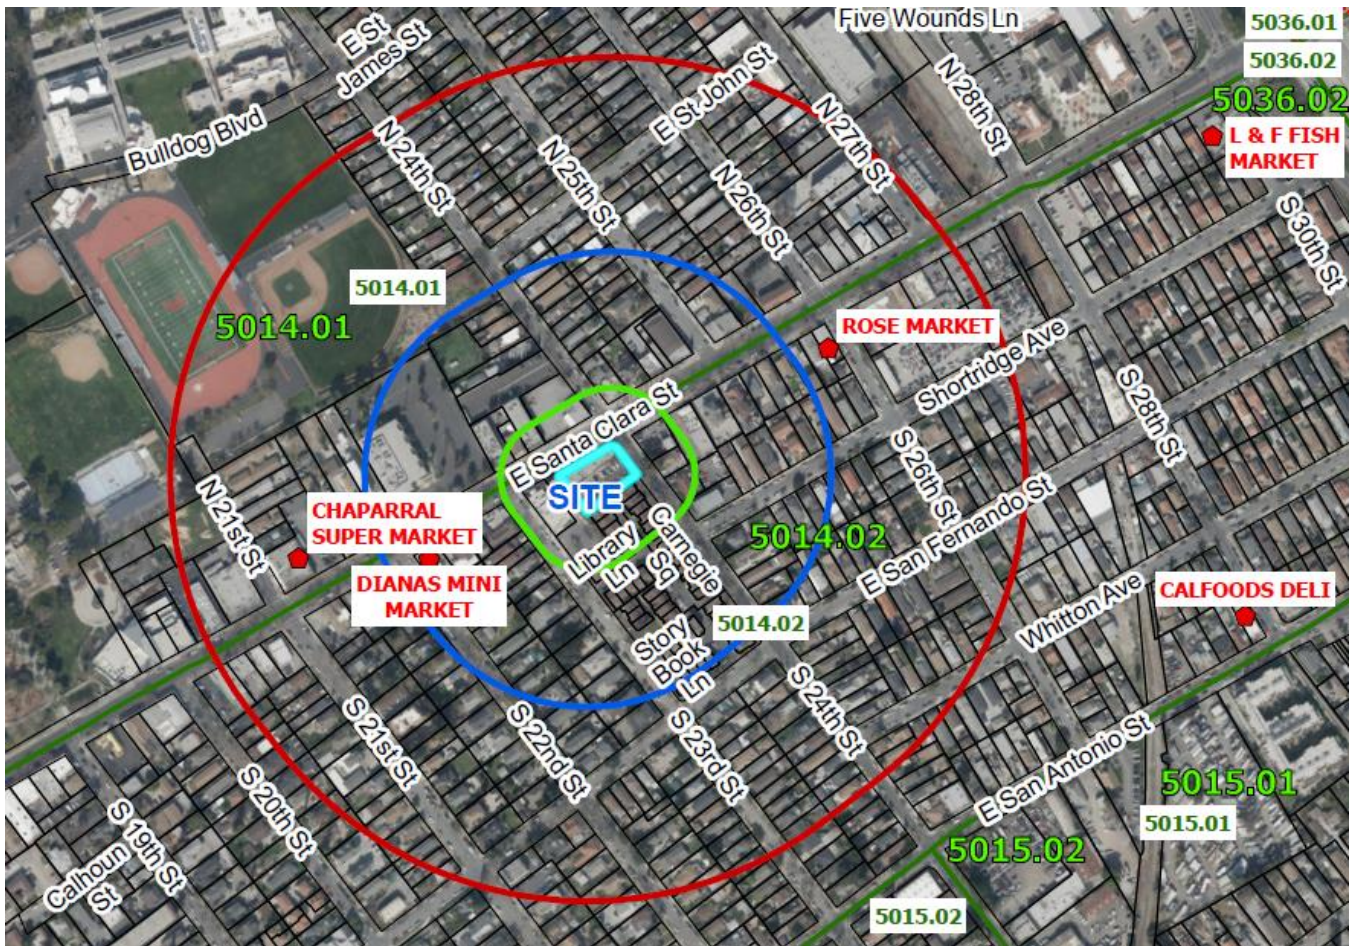 Five Wounds Ln
5036.01
5036.02
5036.02
E St
James St
E St John St
N 28th St
L & F FISH
MARKET
Bulldog Blvd
N 24th St
N 25th St
N 26th St
N 27th St
S 30th St
5014.01
5014.01
ROSE MARKET
Shortridge Ave
S 28th St
E Santa Clara St
SITE
S 26th St
E San Fernando St
N 21st St
CHAPARRAL
SUPER MARKET
DIANAS MINI
MARKET
Library
Ln
Carnegie
Sq
5014.02
5014.02
Story
Book
Ln
Whitton Ave
CALFOODS DELI
S 19th St
S 20th St
S 21st St
S 22nd St
S 23rd St
S 24th St
E San Antonio St
5015.01
5015.01
5015.02
5015.02
Calhoun
St